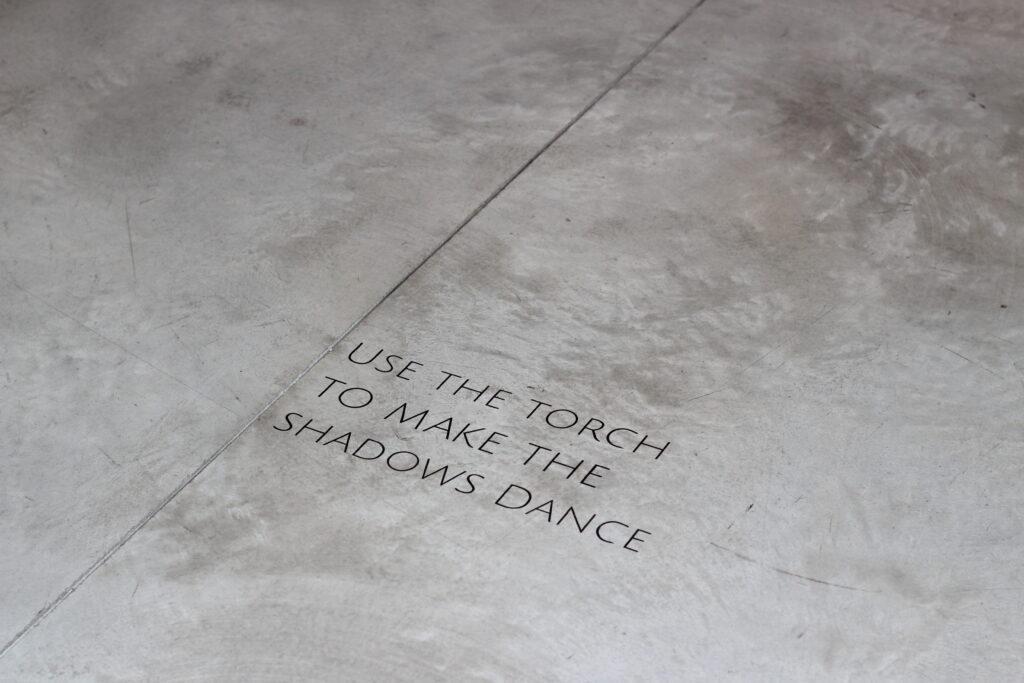 USE THE TORCH
TO MAKE THE
SHADOWS DANCE